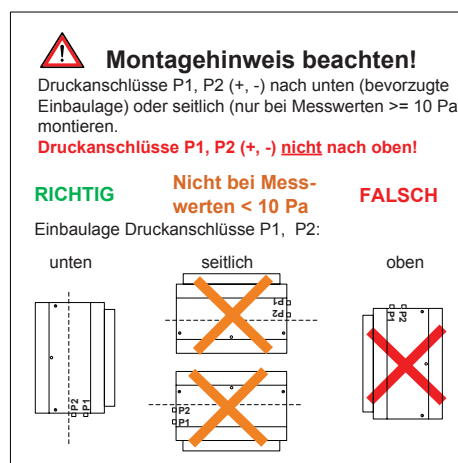 Montagehinweis beachten!
Druckanschlüsse P1, P2 (+, -) nach unten (bevorzugte
Einbaulage) oder seitlich (nur bei Messwerten >= 10 Pa
montieren.
Druckanschlüsse P1, P2 (+, -) nicht nach oben!
RICHTIG
Nicht bei Mess-
werten < 10 Pa
FALSCH
Einbaulage Druckanschlüsse P1, P2:
unten
seitlich
oben
P2
P1
P1
P2
P2
P1
P1
P2